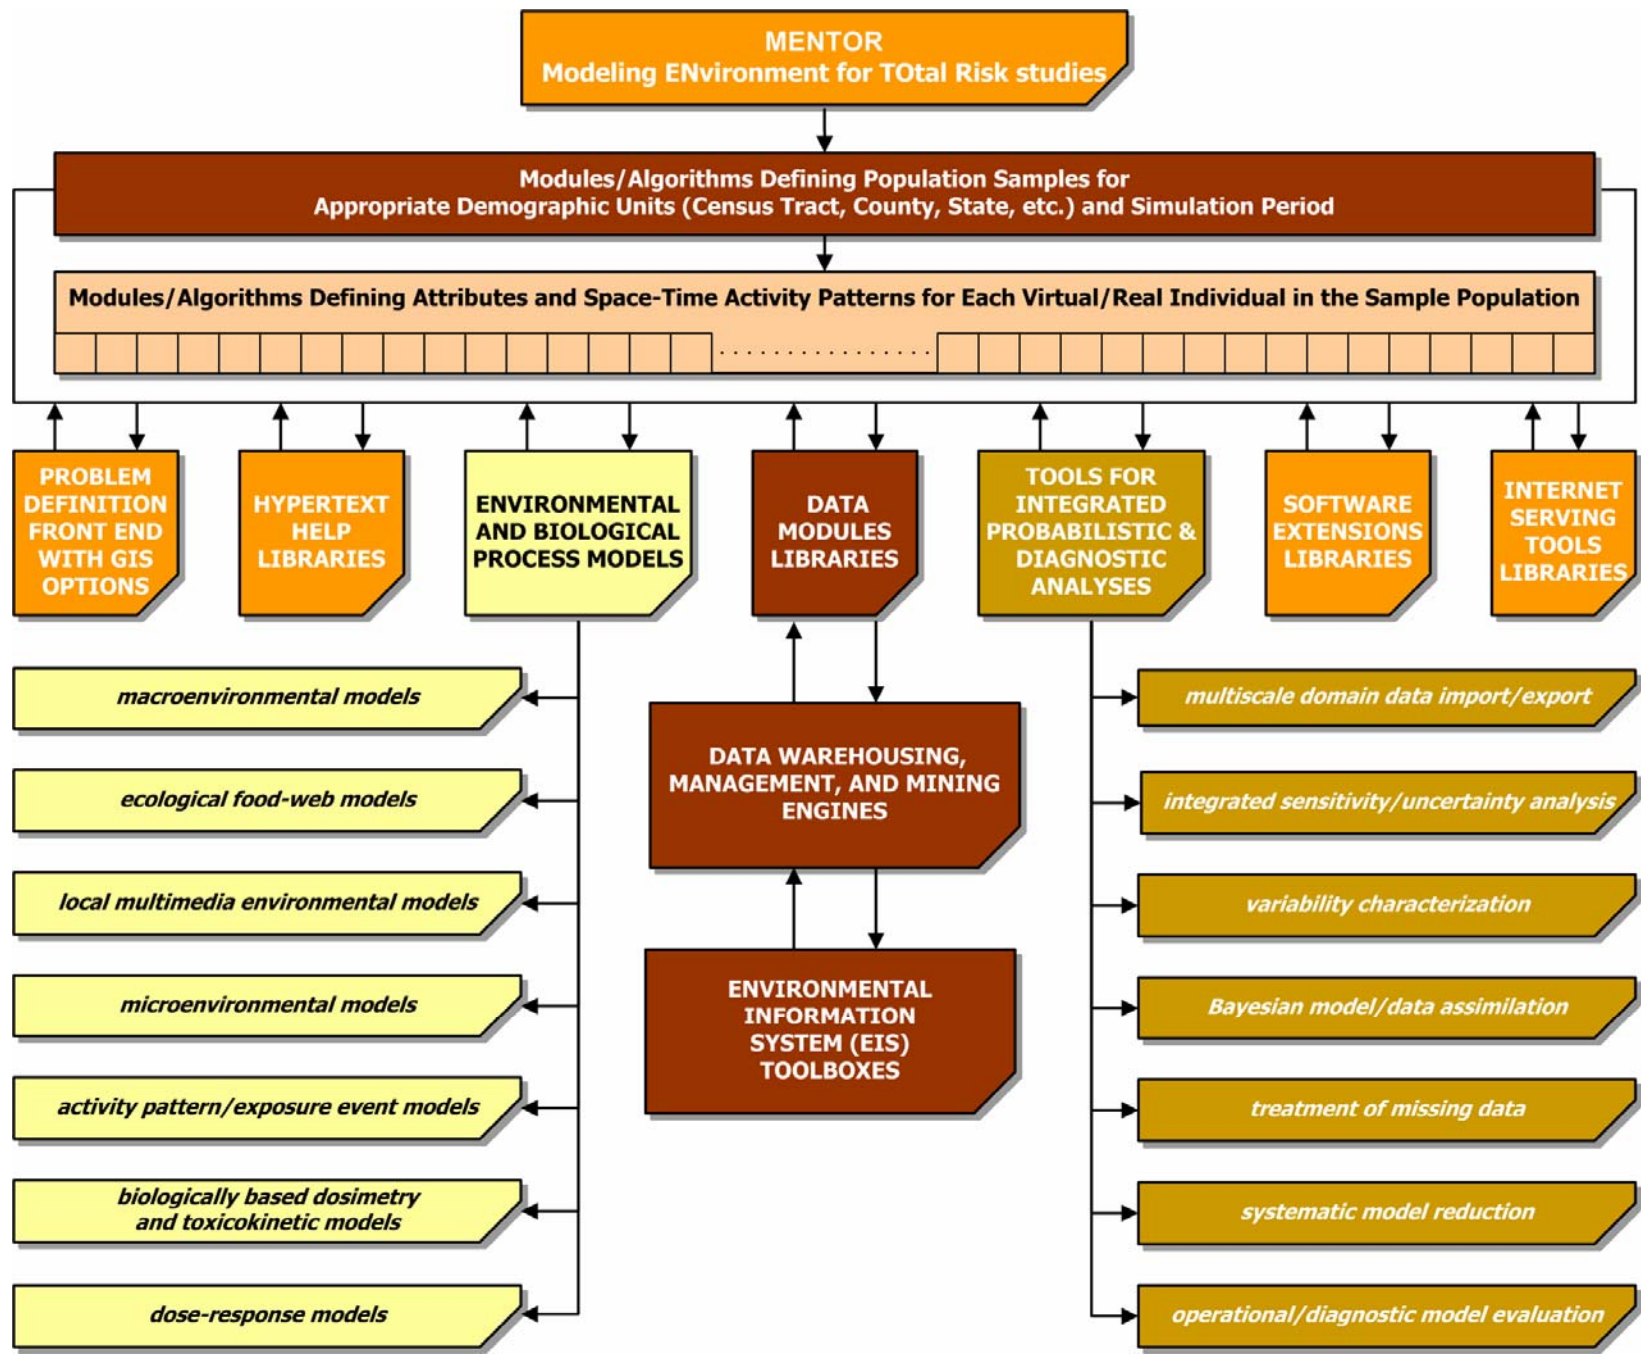 MENTOR
Modeling ENvironment for TOtal Risk studies
Modules/Algorithms Defining Population Samples for
Appropriate Demographic Units (Census Tract, County, State, etc.) and Simulation Period
Modules/Algorithms Defining Attributes and Space-Time Activity Patterns for Each Virtual/Real Individual in the Sample Population
PROBLEM
DEFINITION
FRONT END
WITH GIS
OPTIONS
HYPERTEXT
HELP
LIBRARIES
ENVIRONMENTAL
AND BIOLOGICAL
PROCESS MODELS
DATA
MODULES
LIBRARIES
TOOLS FOR
INTEGRATED
PROBABILISTIC &
DIAGNOSTIC
ANALYSES
SOFTWARE
EXTENSIONS
LIBRARIES
INTERNET
SERVING
TOOLS
LIBRARIES
macroenvironmental models
ecological food-web models
local multimedia environmental models
microenvironmental models
activity pattern/exposure event models
biologically based dosimetry
and toxicokinetic models
dose-response models
DATA WAREHOUSING,
MANAGEMENT, AND MINING
ENGINES
ENVIRONMENTAL
INFORMATION
SYSTEM (EIS)
TOOLBOXES
multiscale domain data import/export
integrated sensitivity/uncertainty analysis
variability characterization
Bayesian model/data assimilation
treatment of missing data
systematic model reduction
operational/diagnostic model evaluation